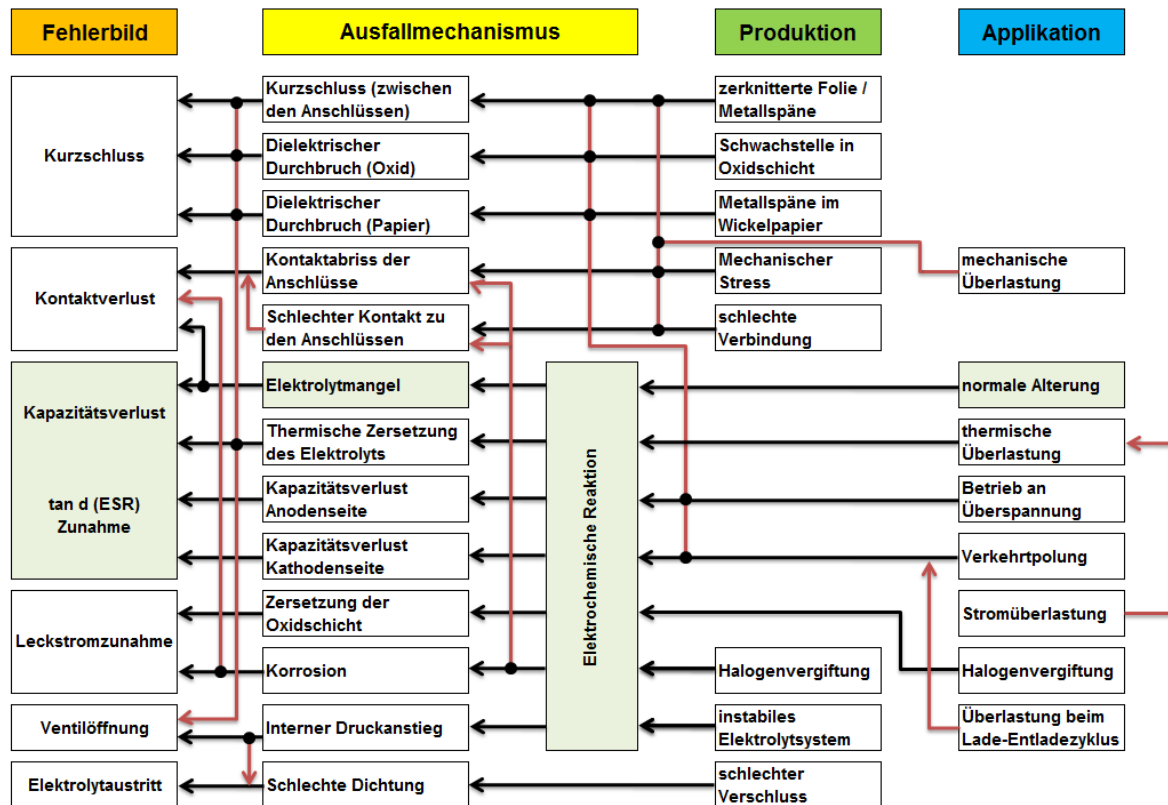 Fehlerbild
Ausfallmechanismus
Produktion
Applikation
Kurzschluss
Kurzschluss (zwischen
den Anschlüssen)
zerknitterte Folie /
Metallspäne
Dielektrischer
Durchbruch (Oxid)
Schwachstelle in
Oxidschicht
Dielektrischer
Durchbruch (Papier)
Metallspäne im
Wickelpapier
Kontaktverlust
Kontaktabriss der
Anschlüsse
Mechanischer
Stress
mechanische
Überlastung
Schlechter Kontakt zu
den Anschlüssen
schlechte
Verbindung
Kapazitätsverlust
tan d (ESR)
Zunahme
Elektrolytmangel
Elektrochemische Reaktion
normale Alterung
Thermische Zersetzung
des Elektrolyts
thermische
Überlastung
Kapazitätsverlust
Anodenseite
Betrieb an
Überspannung
Kapazitätsverlust
Kathodenseite
Verkehrtpolung
Leckstromzunahme
Zersetzung der
Oxidschicht
Stromüberlastung
Korrosion
Halogenvergiftung
Halogenvergiftung
Ventilöffnung
Interner Druckanstieg
instabiles
Elektrolytsystem
Überlastung beim
Lade-Entladezyklus
Elektrolytaustritt
Schlechte Dichtung
schlechter
Verschluss